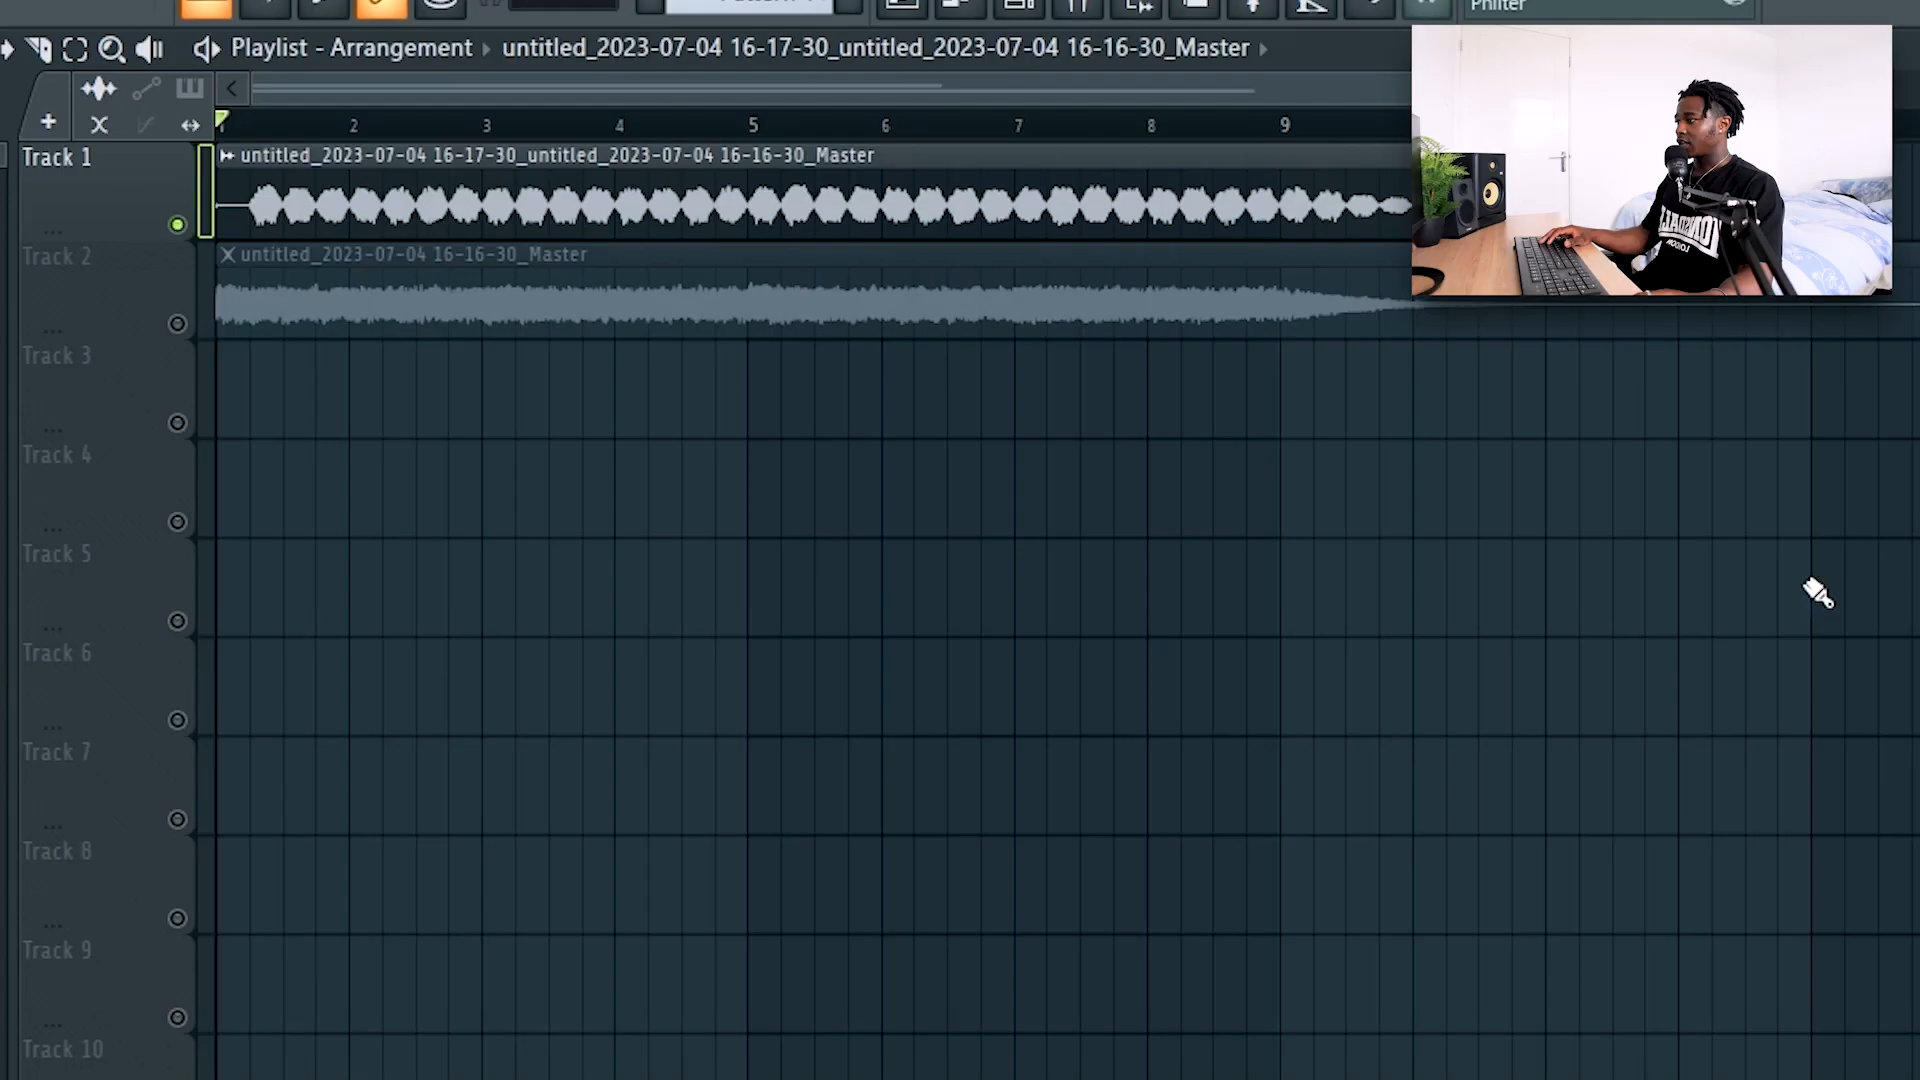 Philter
Playlist - Arrangement ▸ untitled_2023-07-04 16-17-30_untitled_2023-07-04 16-16-30_Master ▸
1 2 3 4 5 6 7 8 9
Track 1
untitled_2023-07-04 16-17-30_untitled_2023-07-04 16-16-30_Master
Track 2
untitled_2023-07-04 16-16-30_Master
Track 3
Track 4
Track 5
Track 6
Track 7
Track 8
Track 9
Track 10